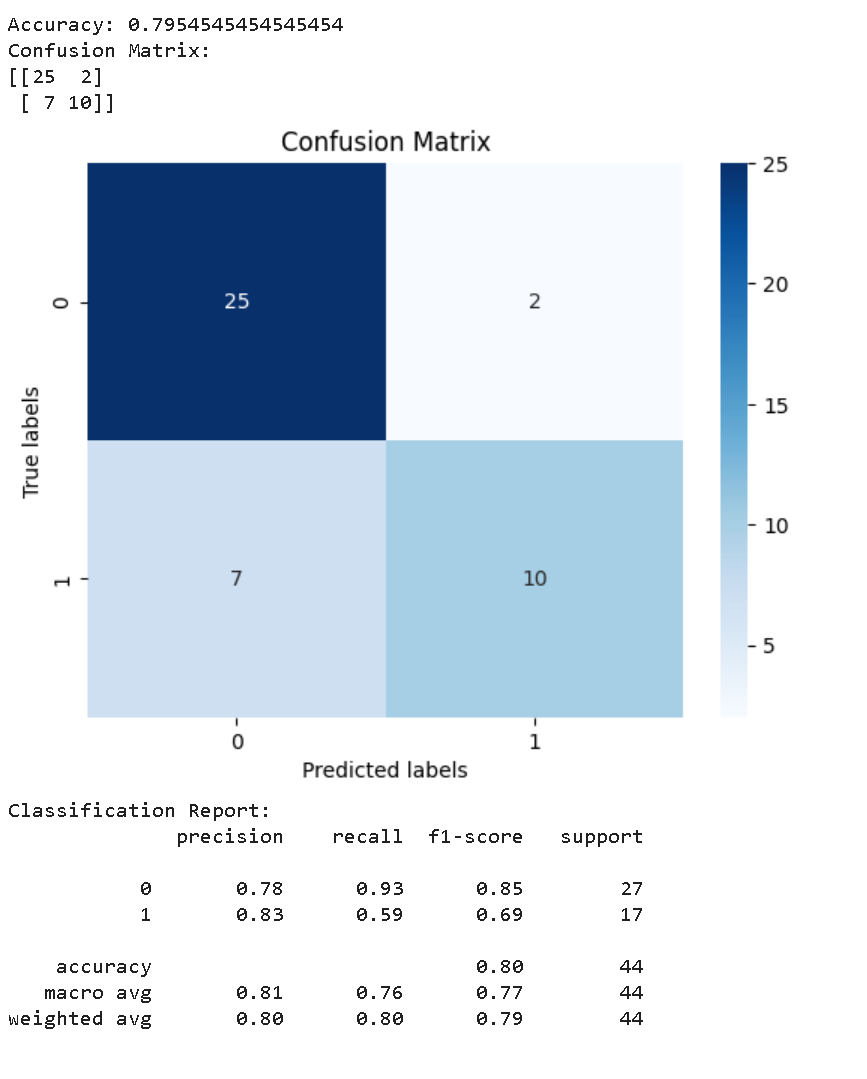 Accuracy: 0.7954545454545454
Confusion Matrix:
[[25  2]
 [ 7 10]]
Confusion Matrix
25
20
15
10
5
True labels
0
1
25 2
7 10
0 1
Predicted labels
Classification Report:
precision recall f1-score support
0 0.78 0.93 0.85 27
1 0.83 0.59 0.69 17
accuracy 0.80 44
macro avg 0.81 0.76 0.77 44
weighted avg 0.80 0.80 0.79 44